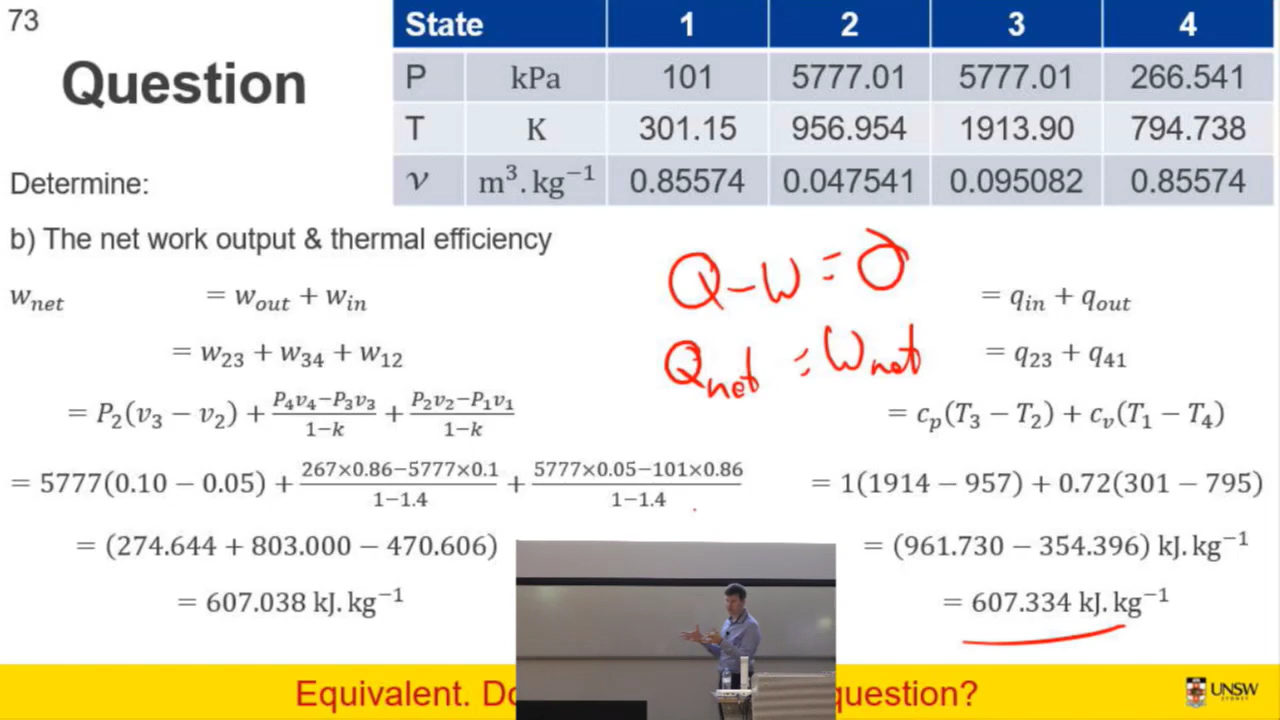 73
Question
State 1 2 3 4
P kPa 101 5777.01 5777.01 266.541
T K 301.15 956.954 1913.90 794.738
ν m³.kg⁻¹ 0.85574 0.047541 0.095082 0.85574
Determine:
b) The net work output & thermal efficiency
Q-W=0
w_net = w_out + w_in = q_in + q_out
Q_net = W_net
= w_23 + w_34 + w_12 = q_23 + q_41
= P_2(v_3 − v_2) + (P_4v_4−P_3v_3)/(1−k) + (P_2v_2−P_1v_1)/(1−k) = c_p(T_3 − T_2) + c_v(T_1 − T_4)
= 5777(0.10 − 0.05) + (267×0.86−5777×0.1)/(1−1.4) + (5777×0.05−101×0.86)/(1−1.4) = 1(1914 − 957) + 0.72(301 − 795)
= (274.644 + 803.000 − 470.606) = (961.730 − 354.396) kJ.kg⁻¹
= 607.038 kJ.kg⁻¹ = 607.334 kJ.kg⁻¹
Equivalent. question?
UNSW
SYDNEY